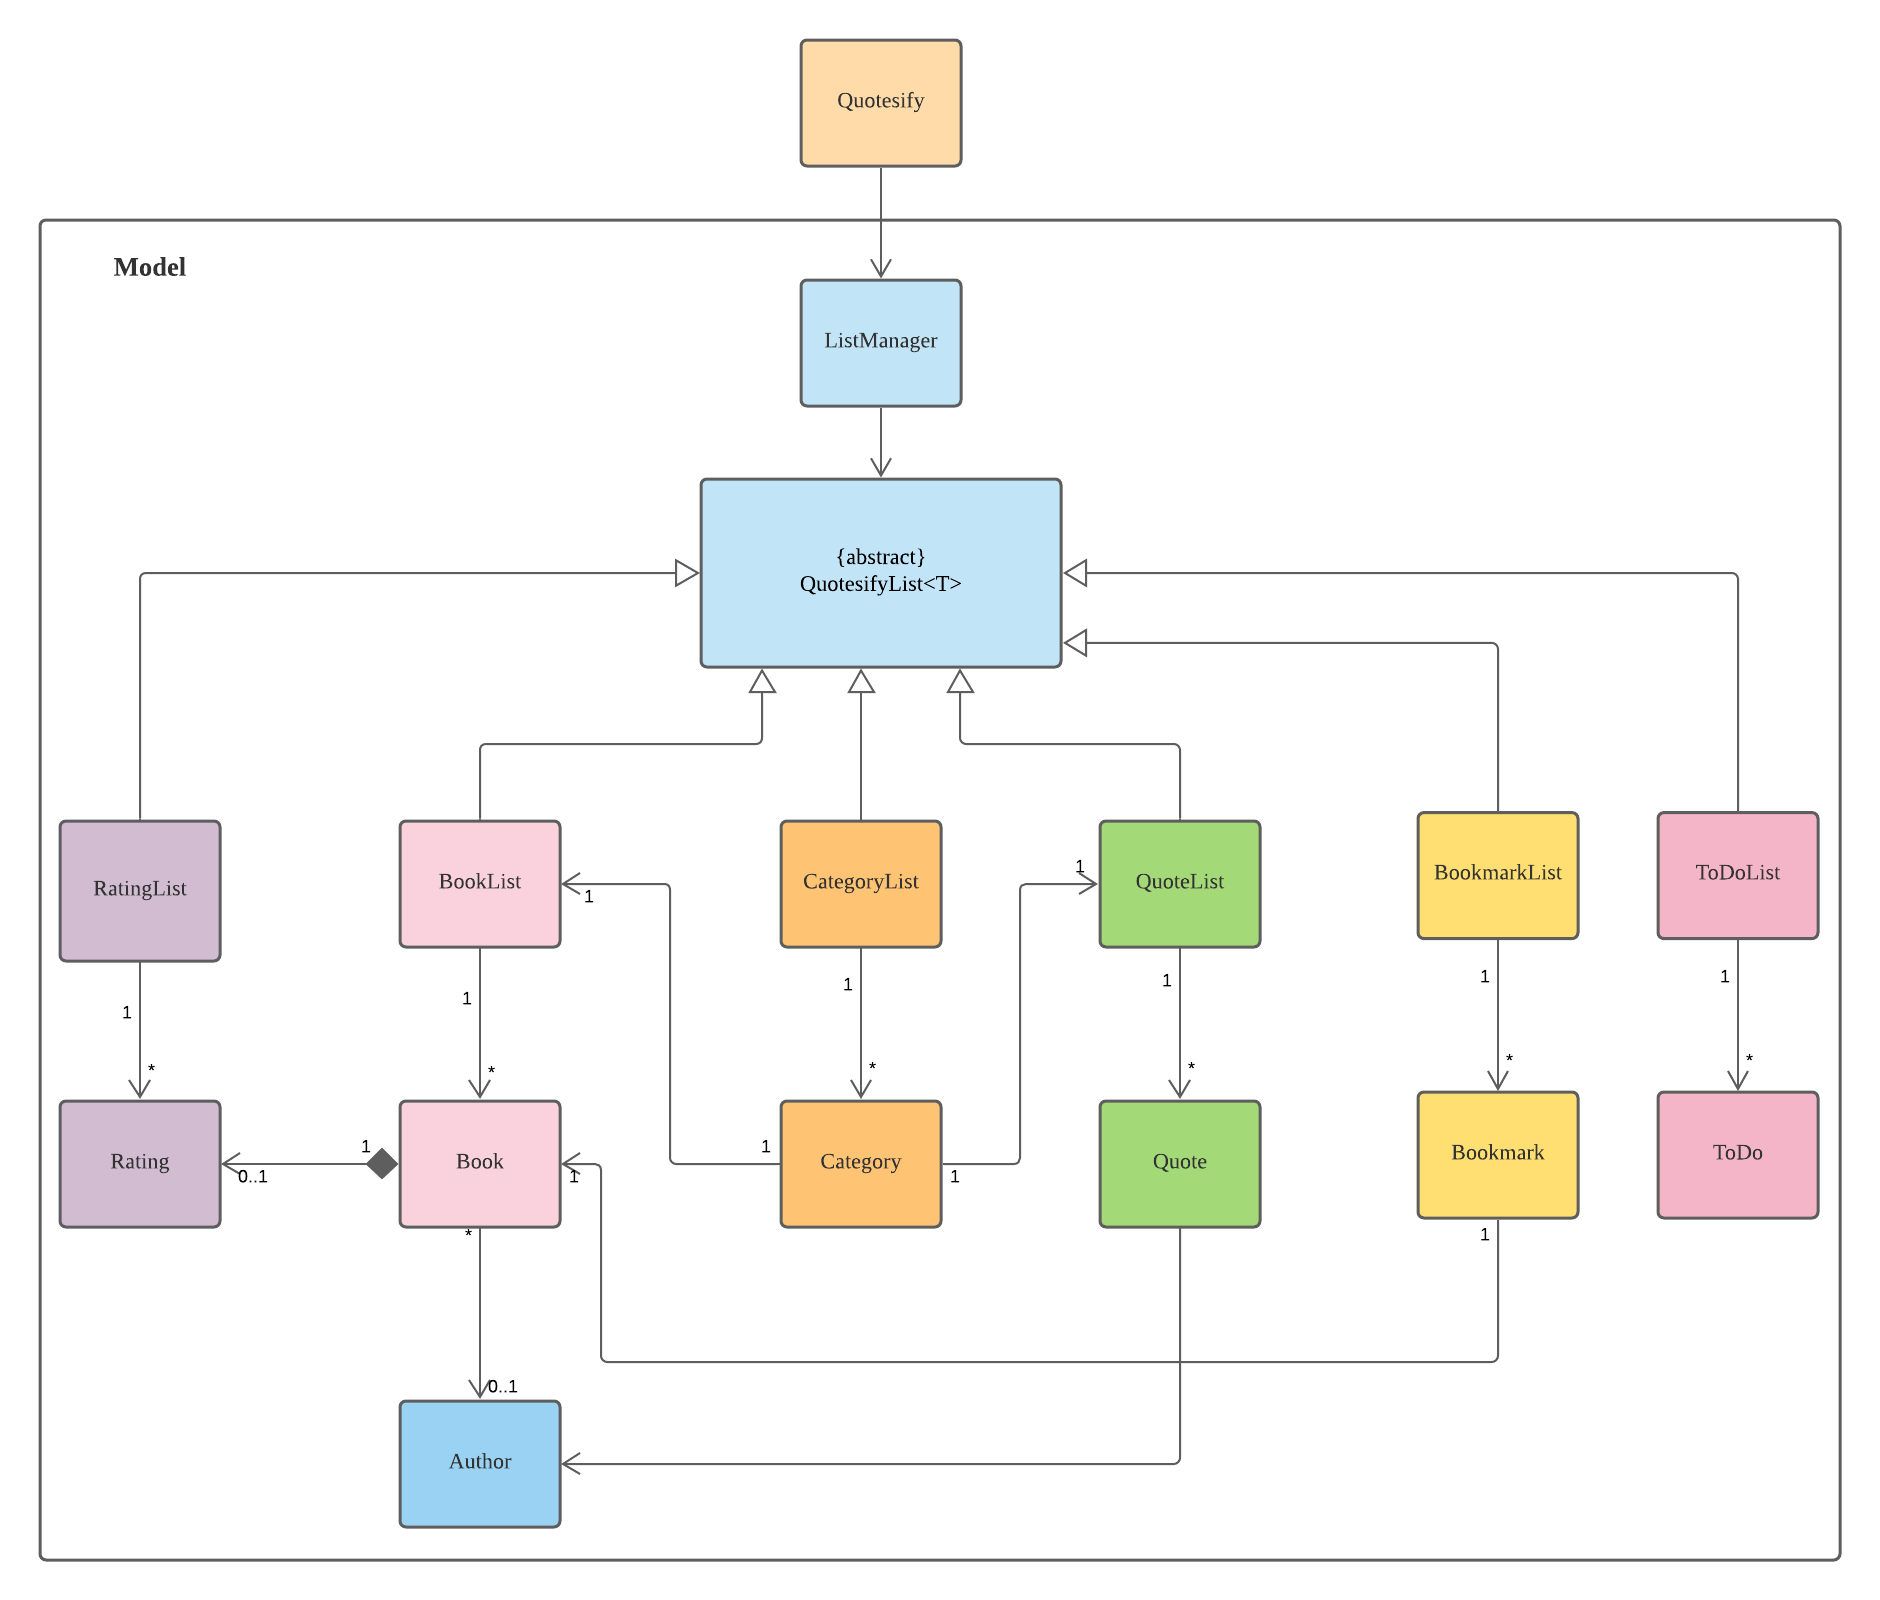 Quotesify
Model
ListManager
{abstract}
QuotesifyList<T>
RatingList
BookList
CategoryList
QuoteList
BookmarkList
ToDoList
1
1
1
1
1
1
1
1
*
*
*
*
*
*
Rating
0..1
1
Book
1
1
Category
1
Quote
Bookmark
ToDo
*
1
0..1
Author